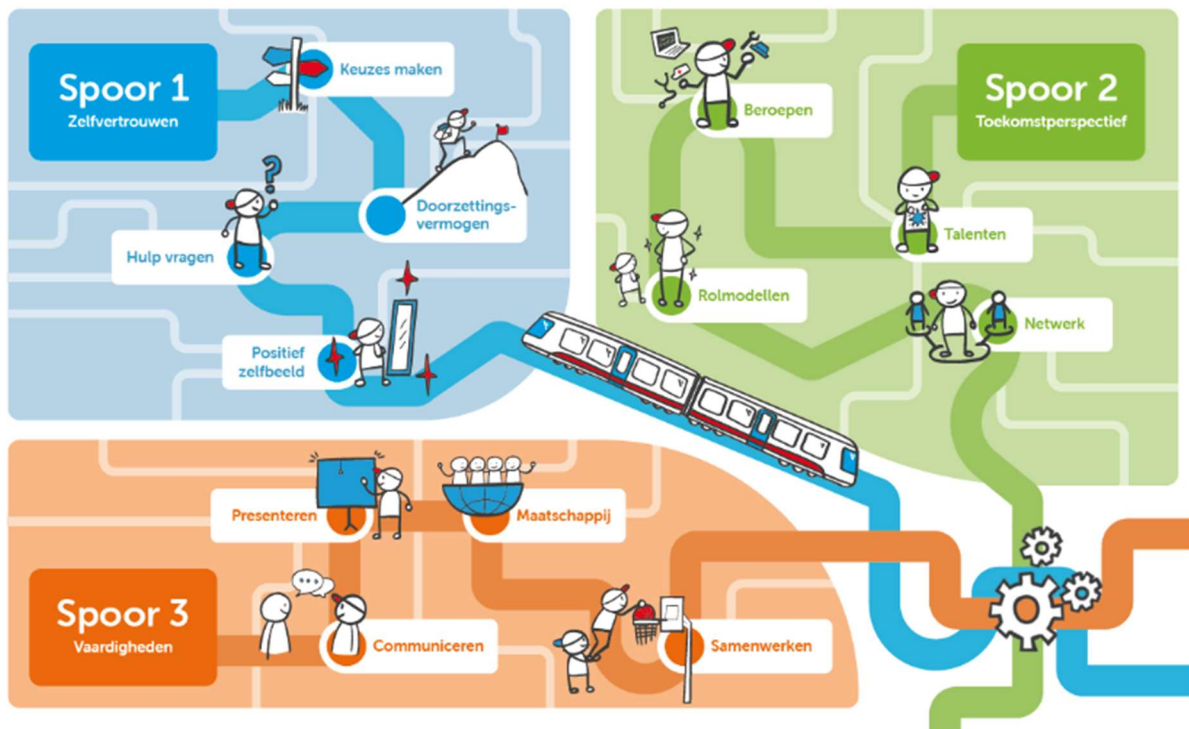 Spoor 1
Zelfvertrouwen
Keuzes maken
Doorzettings-
vermogen
Hulp vragen
?
Positief
zelfbeeld
Spoor 2
Toekomstperspectief
Beroepen
Talenten
Rolmodellen
Netwerk
Spoor 3
Vaardigheden
Presenteren
Maatschappij
Communiceren
Samenwerken